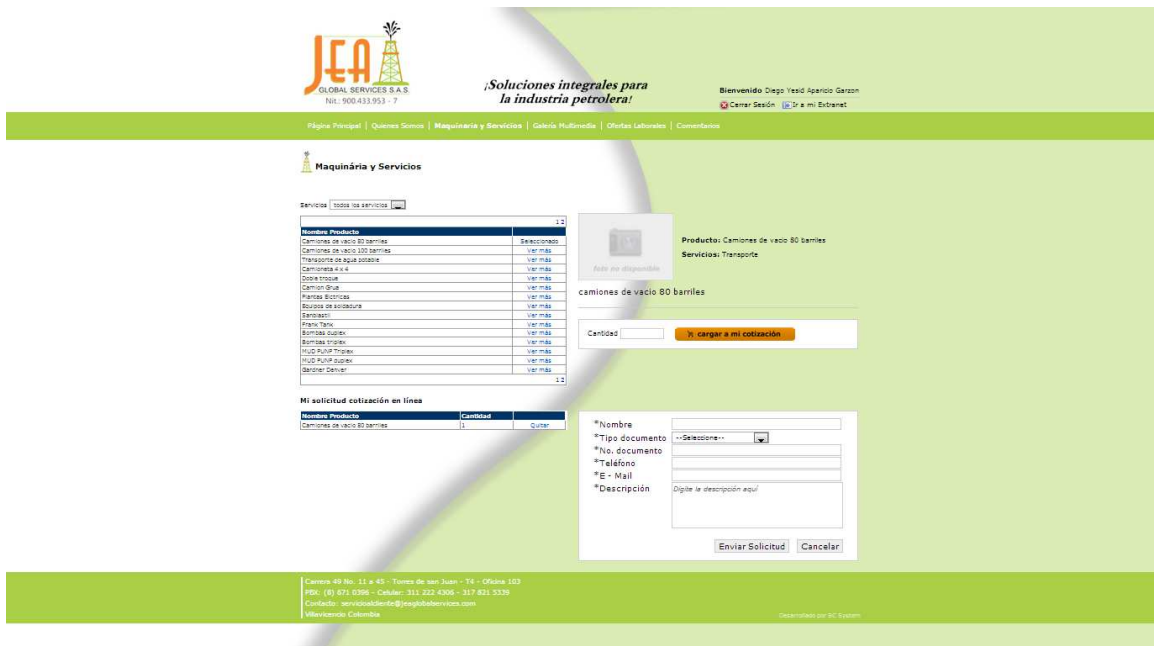 JEA
GLOBAL SERVICES S.A.S
Nit.: 900.433.953 - 7
¡Soluciones integrales para
la industria petrolera!
Bienvenido Diego Yesid Aparicio Garzon
Cerrar Sesión Ir a mi Extranet
Página Principal | Quienes Somos | Maquinaria y Servicios | Galería Multimedia | Ofertas Laborales | Comentarios
Maquinária y Servicios
Servicios todos los servicios
1 2
Nombre Producto
Camiones de vacio 80 barriles Seleccionado
Camiones de vacio 100 barriles Ver más
Transporte de agua potable Ver más
Camioneta 4 x 4 Ver más
Doble troque Ver más
Camion Grua Ver más
Plantas Elctricas Ver más
Equipos de soldadura Ver más
Sanblastil Ver más
Frank Tank Ver más
Bombas duplex Ver más
Bombas triplex Ver más
MUD PUNP Triplex Ver más
MUD PUNP duplex Ver más
Gardner Denver Ver más
1 2
foto no disponible
Producto: Camiones de vacio 80 barriles
Servicios: Transporte
camiones de vacio 80 barriles
Cantidad cargar a mi cotización
Mi solicitud cotización en línea
Nombre Producto Cantidad
Camiones de vacio 80 barriles 1 Quitar
*Nombre
*Tipo documento --Seleccione--
*No. documento
*Teléfono
*E - Mail
*Descripción Digite la descripción aquí
Enviar Solicitud Cancelar
Carrera 49 No. 11 a 45 - Torres de san Juan - T4 - Oficina 103
PBX: (8) 671 0396 - Celular: 311 222 4306 - 317 821 5339
Contacto: servicioalcliente@jeaglobalservices.com
Villavicencio Colombia
Desarrollado por